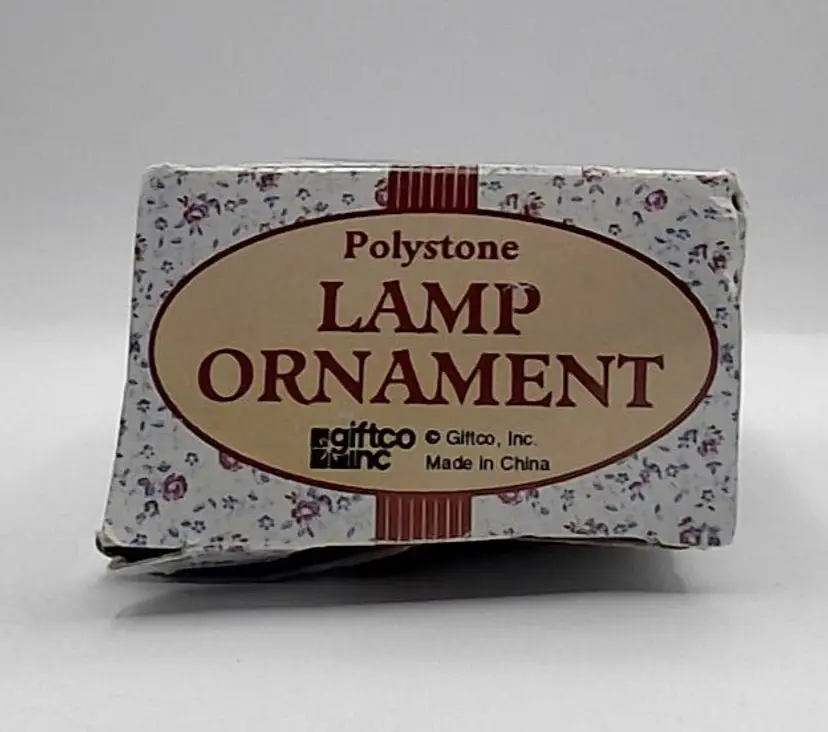 Polystone
LAMP
ORNAMENT
giftco inc
© Giftco, Inc.
Made in China